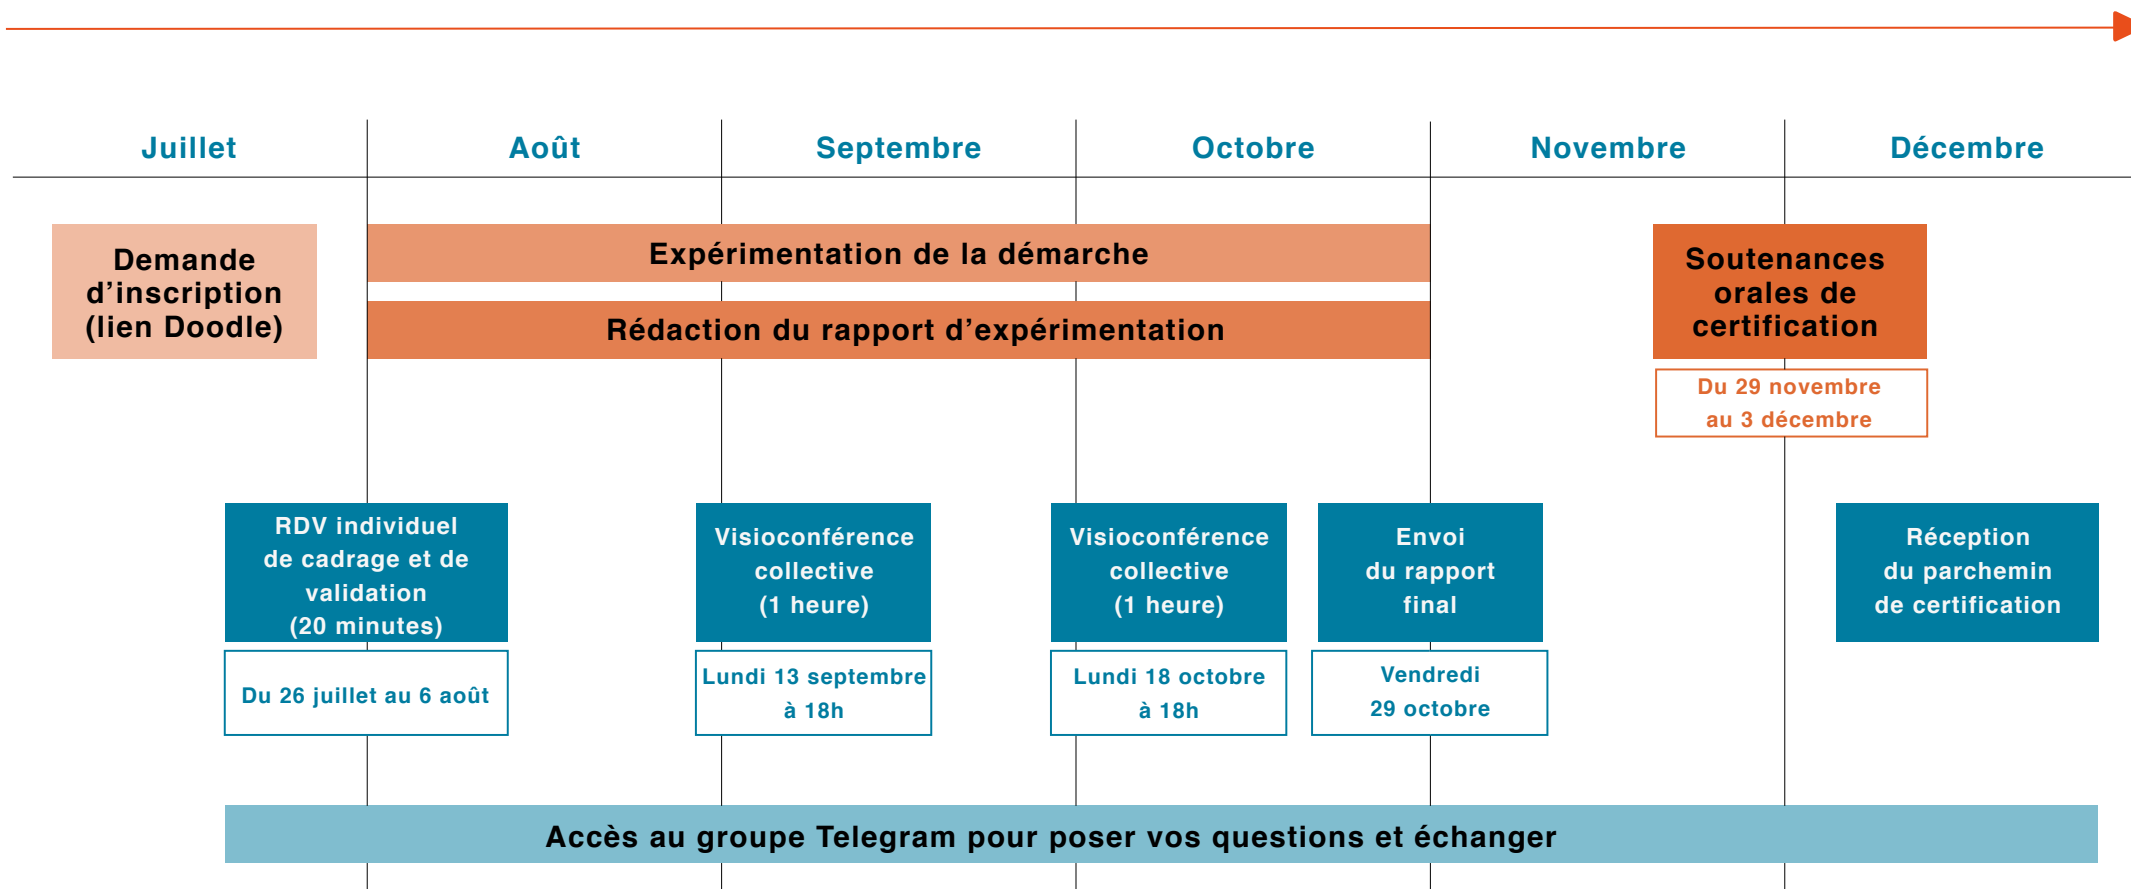 Juillet
Août
Septembre
Octobre
Novembre
Décembre
Demande
d’inscription
(lien Doodle)
Expérimentation de la démarche
Rédaction du rapport d’expérimentation
Soutenances
orales de
certification
Du 29 novembre
au 3 décembre
RDV individuel
de cadrage et de
validation
(20 minutes)
Du 26 juillet au 6 août
Visioconférence
collective
(1 heure)
Lundi 13 septembre
à 18h
Visioconférence
collective
(1 heure)
Lundi 18 octobre
à 18h
Envoi
du rapport
final
Vendredi
29 octobre
Réception
du parchemin
de certification
Accès au groupe Telegram pour poser vos questions et échanger